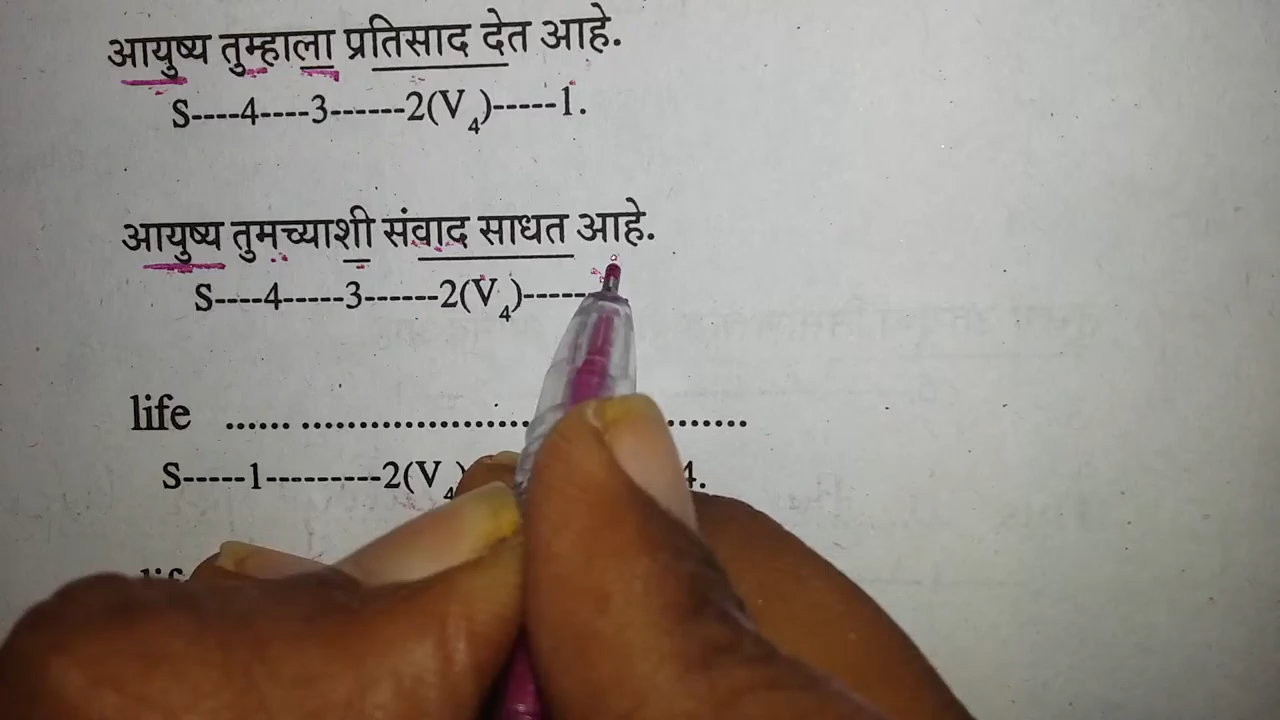 आयुष्य तुम्हाला प्रतिसाद देत आहे.
S----4----3------2(V₄)-----1.
आयुष्य तुमच्याशी संवाद साधत आहे.
S----4-----3------2(V₄)------
life ...... .................... .......
S-----1---------2(V₄) 4.